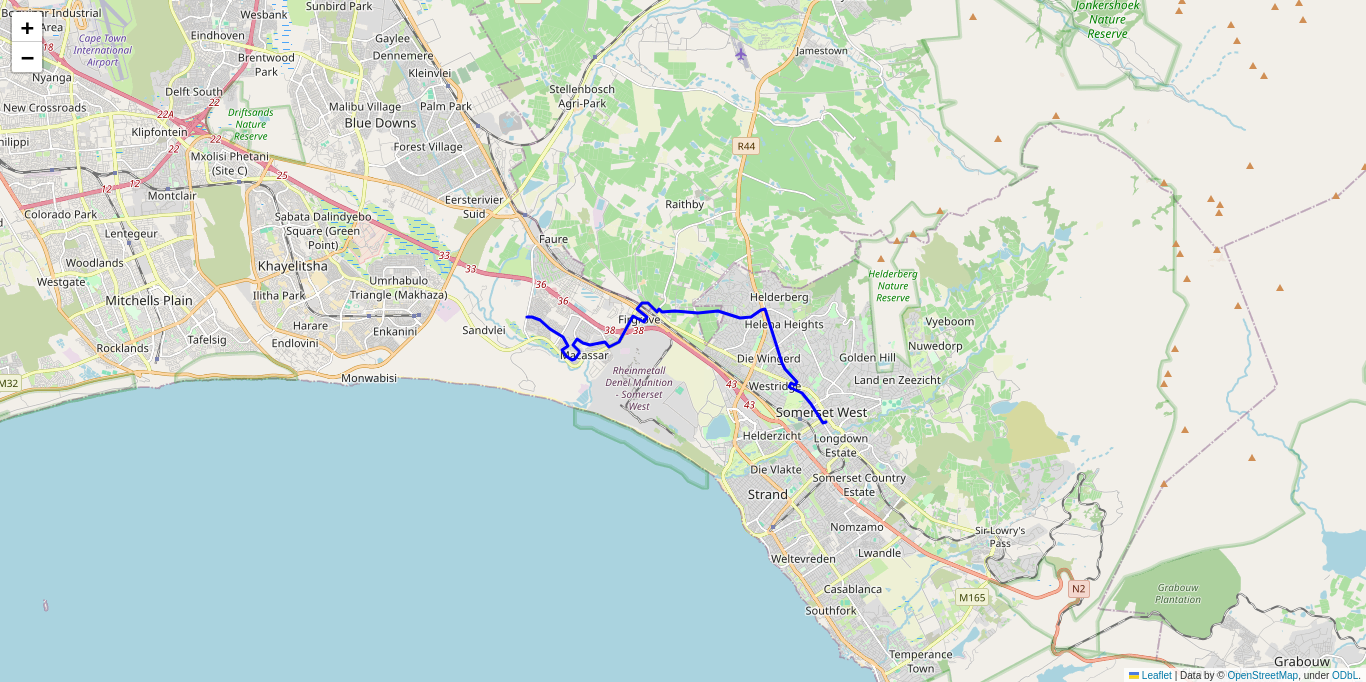 +
−
Sunbird Park
Jonkershoek
Nature
Reserve
Wesbank
Area
Eindhoven
Cape Town
International
Airport
18
Gaylee
Dennemere
Kleinvlei
Jamestown
Brentwood
Park
Nyanga
Delft South
Stellenbosch
Agri-Park
New Crossroads
22A
22
Driftsands
Nature
Reserve
Malibu Village
Palm Park
Blue Downs
Klipfontein
22
22
Forest Village
R44
Mxolisi Phetani
(Site C)
25
12
12
Montclair
Colorado Park
Sabata Dalindyebo
Square (Green
Point)
Eersterivier
Suid
Raithby
Lentegeur
Faure
33
33
Woodlands
Khayelitsha
Westgate
Umrhabulo
Triangle (Makhaza)
36
36
Helderberg
Nature
Reserve
Mitchells Plain
Ilitha Park
Helderberg
Harare
Enkanini
Sandvlei
Firgrove
38
38
Helena Heights
Vyeboom
Tafelsig
Endlovini
Nuwedorp
Rocklands
Macassar
Die Wingerd
Golden Hill
M32
Monwabisi
Rheinmetall
Denel Munition
- Somerset
West
43
43
Westridge
Land en Zeezicht
Somerset West
Helderzicht
Longdown
Estate
Die Vlakte
Somerset Country
Estate
Strand
Nomzamo
Sir Lowry's
Pass
Weltevreden
Lwandle
Casablanca
M165
N2
Grabouw
Plantation
Southfork
Temperance
Town
Grabouw
Leaflet | Data by © OpenStreetMap, under ODbL.